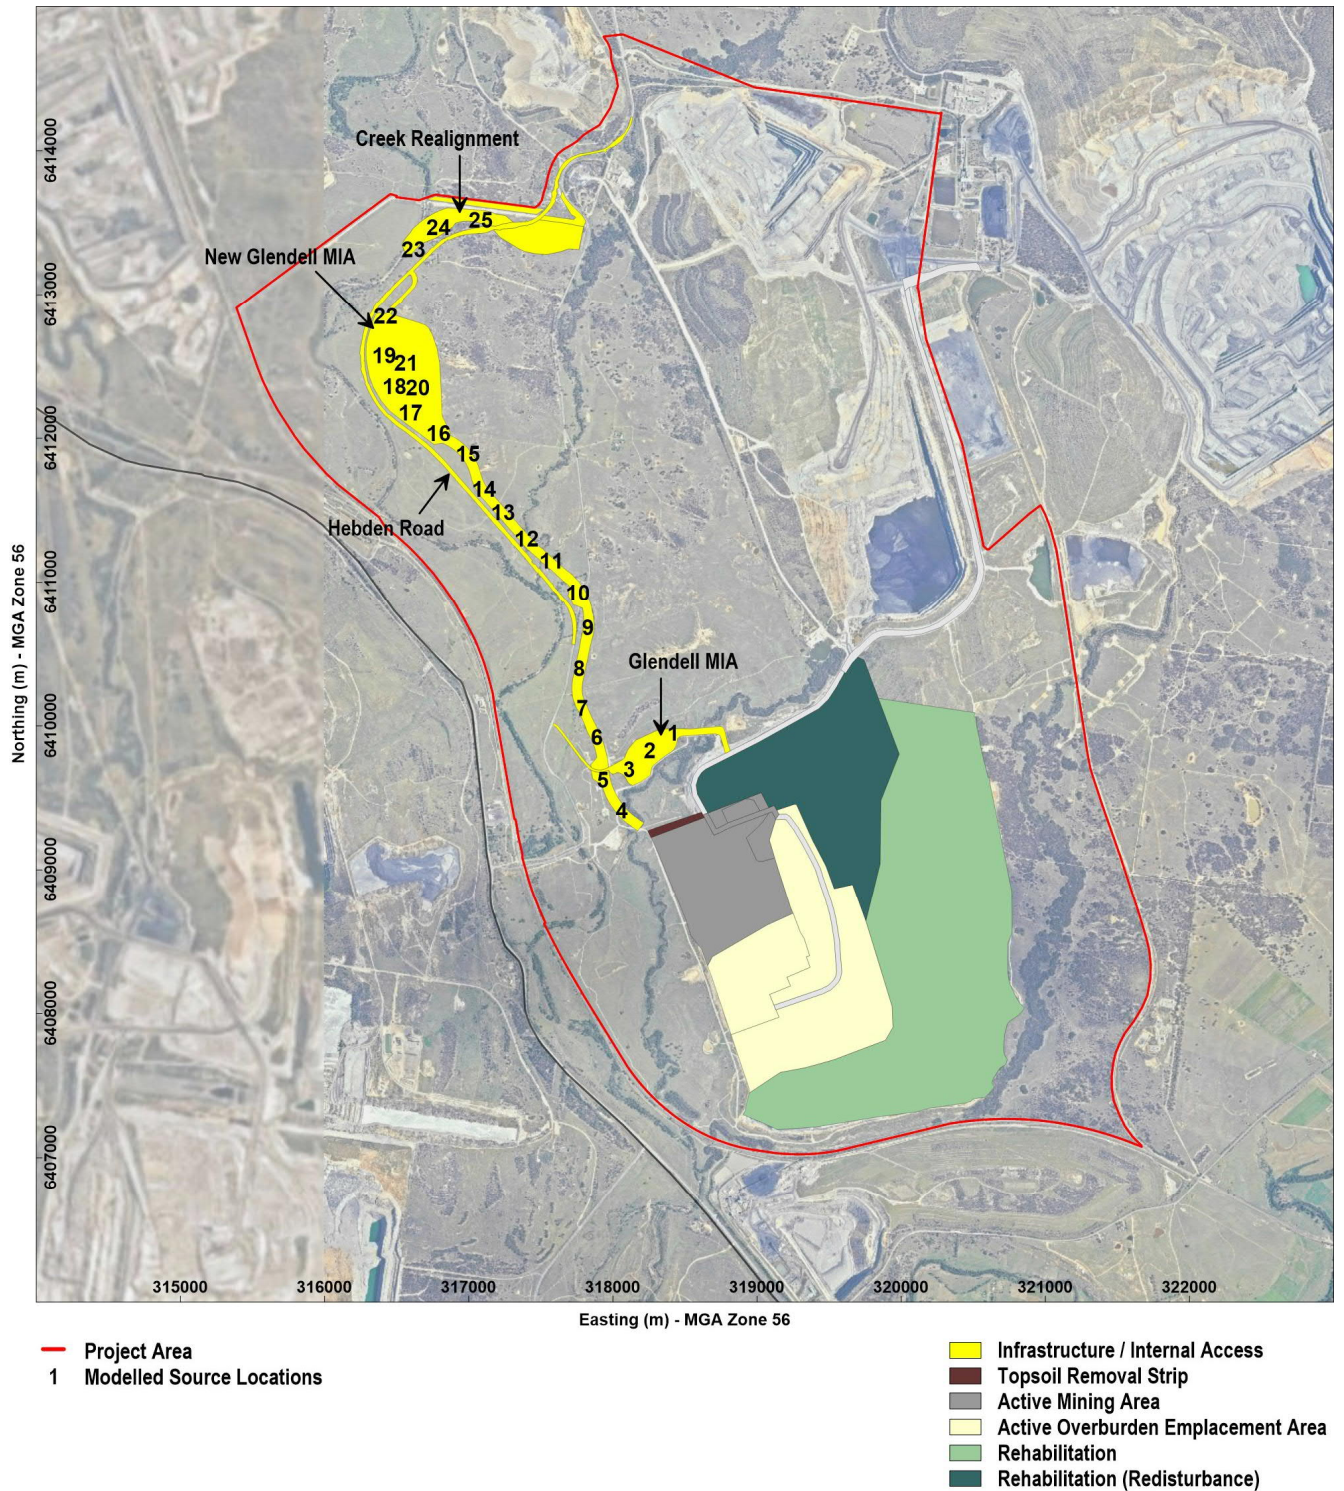 Creek Realignment
6414000
25
24
23
New Glendell MIA
6413000
22
19
21
18
20
17
6412000
16
15
14
13
Hebden Road
12
11
6411000
10
9
Glendell MIA
8
7
6410000
1
6
2
3
5
4
6409000
6408000
6407000
Northing (m) - MGA Zone 56
315000 316000 317000 318000 319000 320000 321000 322000
Easting (m) - MGA Zone 56
Project Area
1 Modelled Source Locations
Infrastructure / Internal Access
Topsoil Removal Strip
Active Mining Area
Active Overburden Emplacement Area
Rehabilitation
Rehabilitation (Redisturbance)